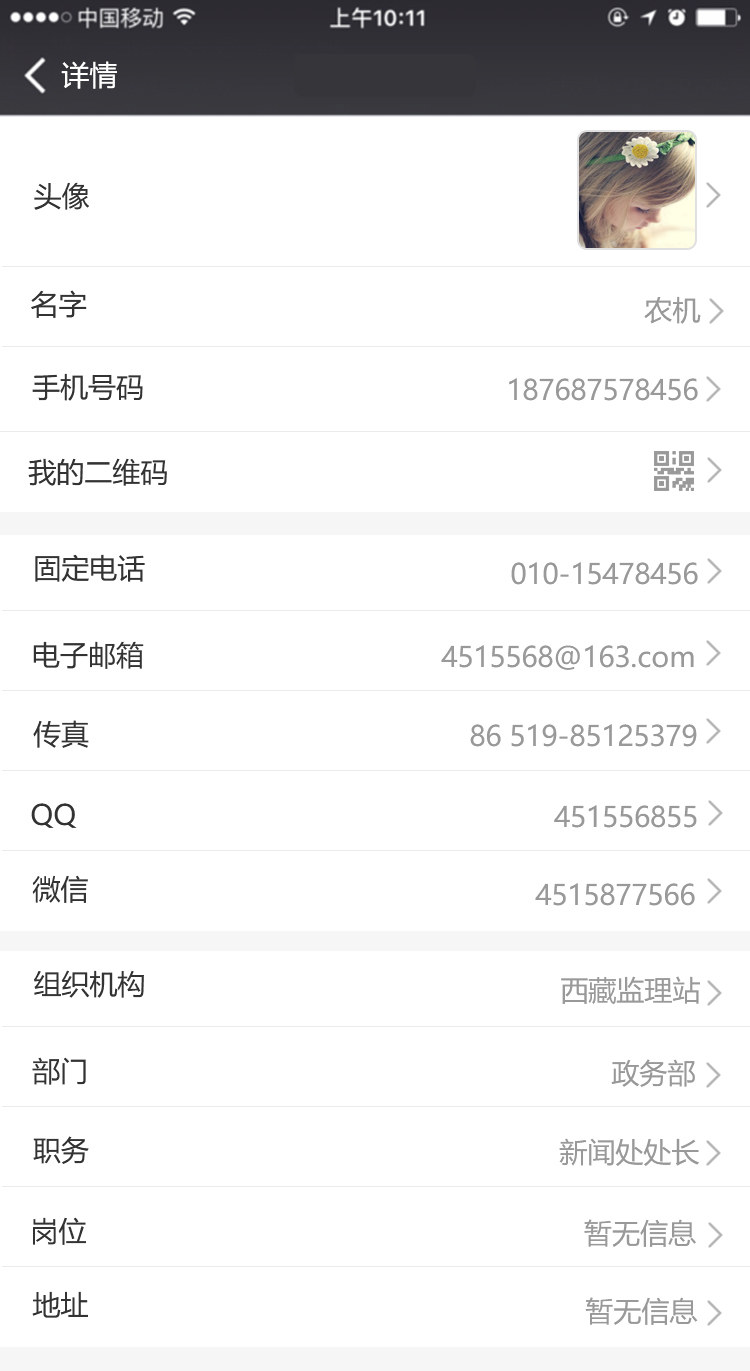 中国移动 上午10:11
详情
头像
名字 农机
手机号码 187687578456
我的二维码
固定电话 010-15478456
电子邮箱 4515568@163.com
传真 86 519-85125379
QQ 451556855
微信 4515877566
组织机构 西藏监理站
部门 政务部
职务 新闻处处长
岗位 暂无信息
地址 暂无信息